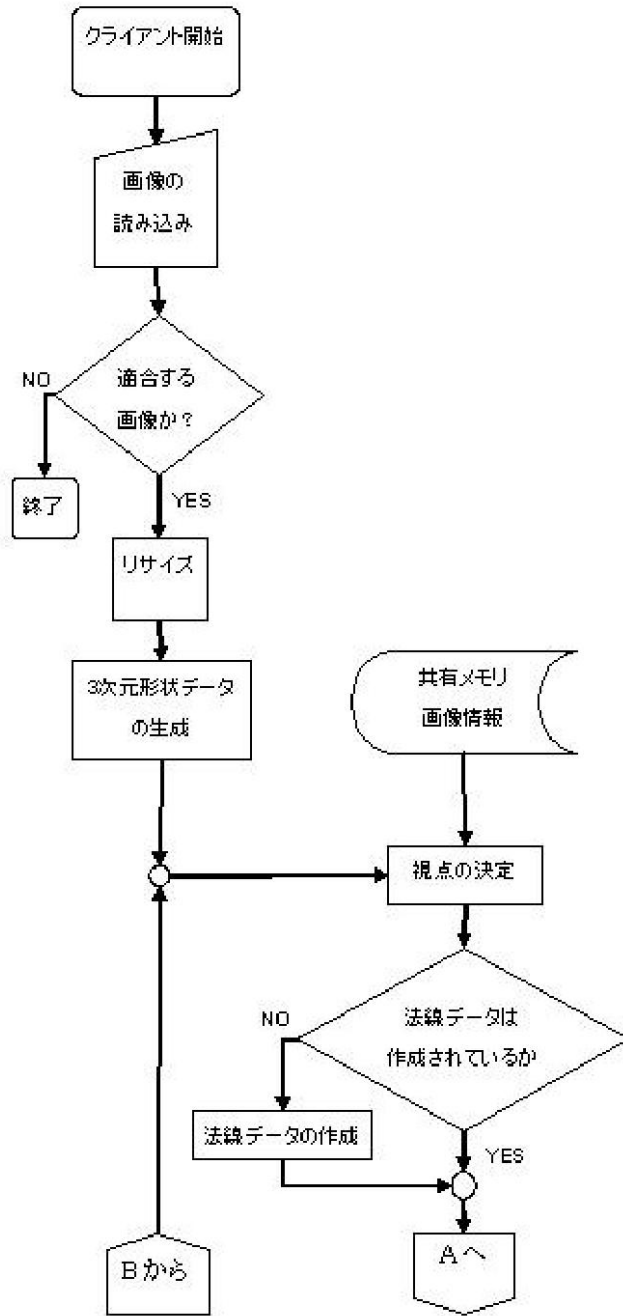 クライアント開始
画像の
読み込み
適合する
画像か？
NO
終了
YES
リサイズ
3次元形状データ
の生成
共有メモリ
画像情報
視点の決定
法線データは
作成されているか
NO
法線データの作成
YES
Bから
Aへ